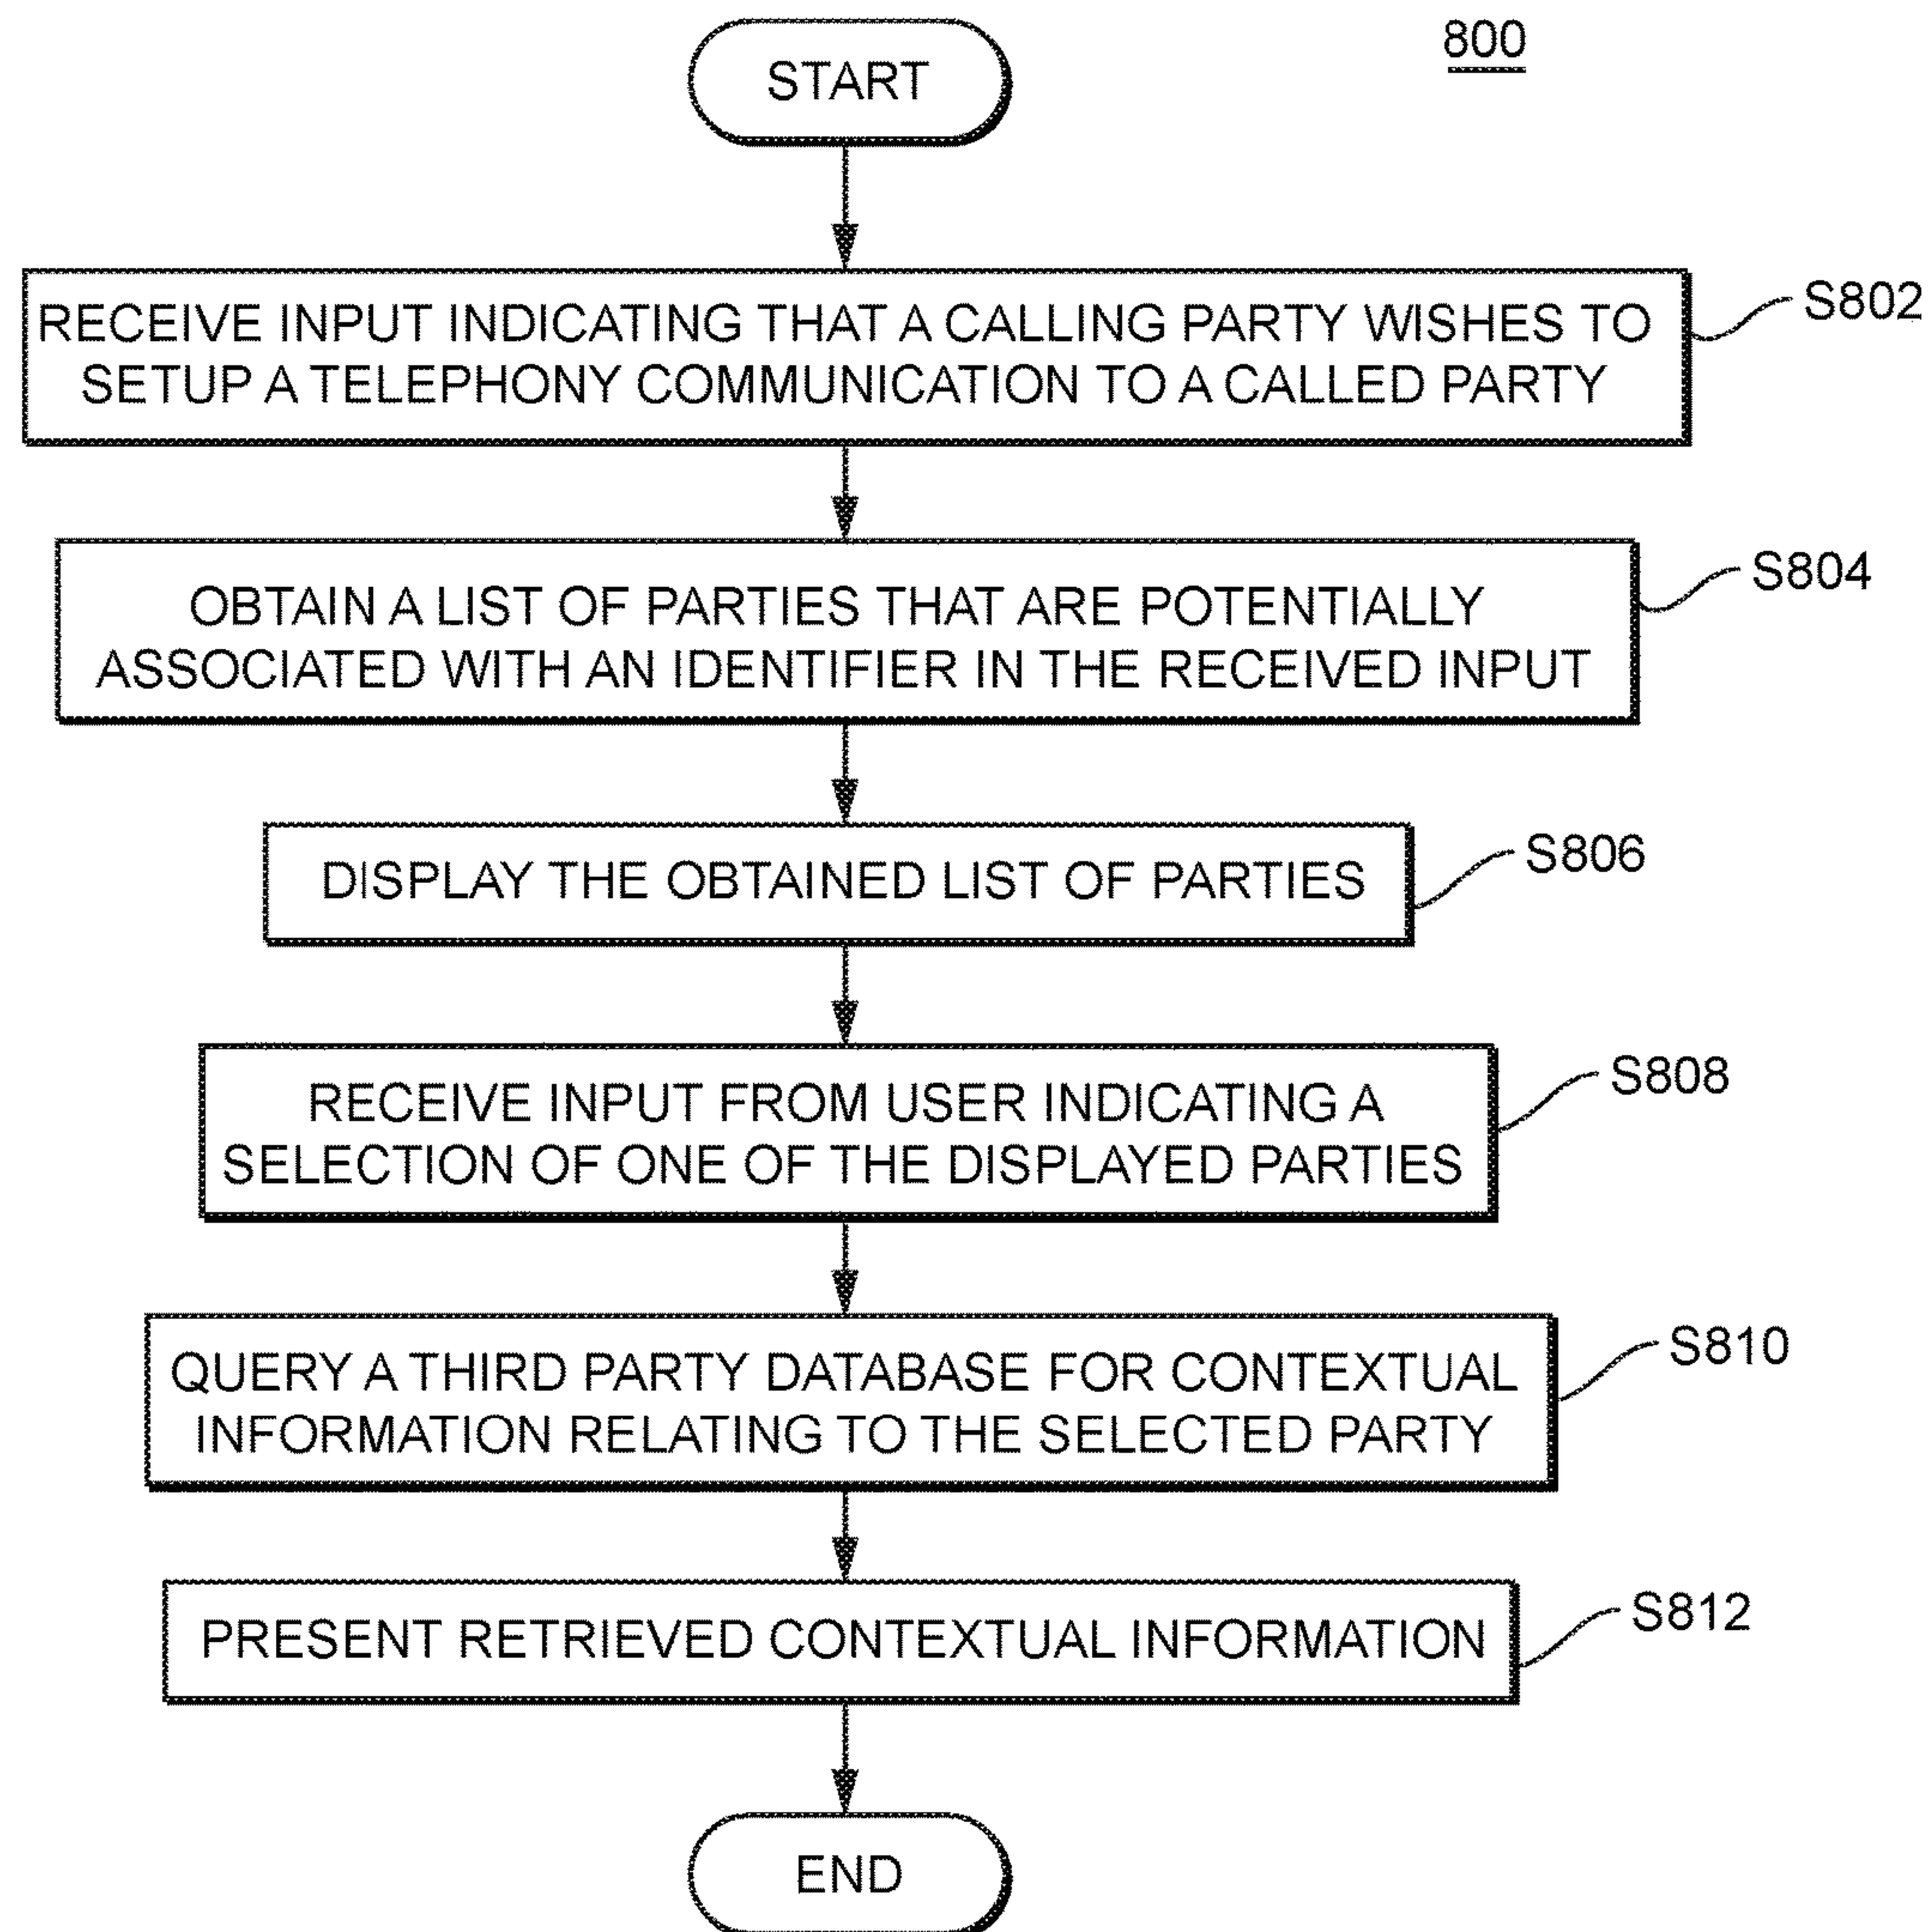 800
START
RECEIVE INPUT INDICATING THAT A CALLING PARTY WISHES TO
SETUP A TELEPHONY COMMUNICATION TO A CALLED PARTY
S802
OBTAIN A LIST OF PARTIES THAT ARE POTENTIALLY
ASSOCIATED WITH AN IDENTIFIER IN THE RECEIVED INPUT
S804
DISPLAY THE OBTAINED LIST OF PARTIES
S806
RECEIVE INPUT FROM USER INDICATING A
SELECTION OF ONE OF THE DISPLAYED PARTIES
S808
QUERY A THIRD PARTY DATABASE FOR CONTEXTUAL
INFORMATION RELATING TO THE SELECTED PARTY
S810
PRESENT RETRIEVED CONTEXTUAL INFORMATION
S812
END